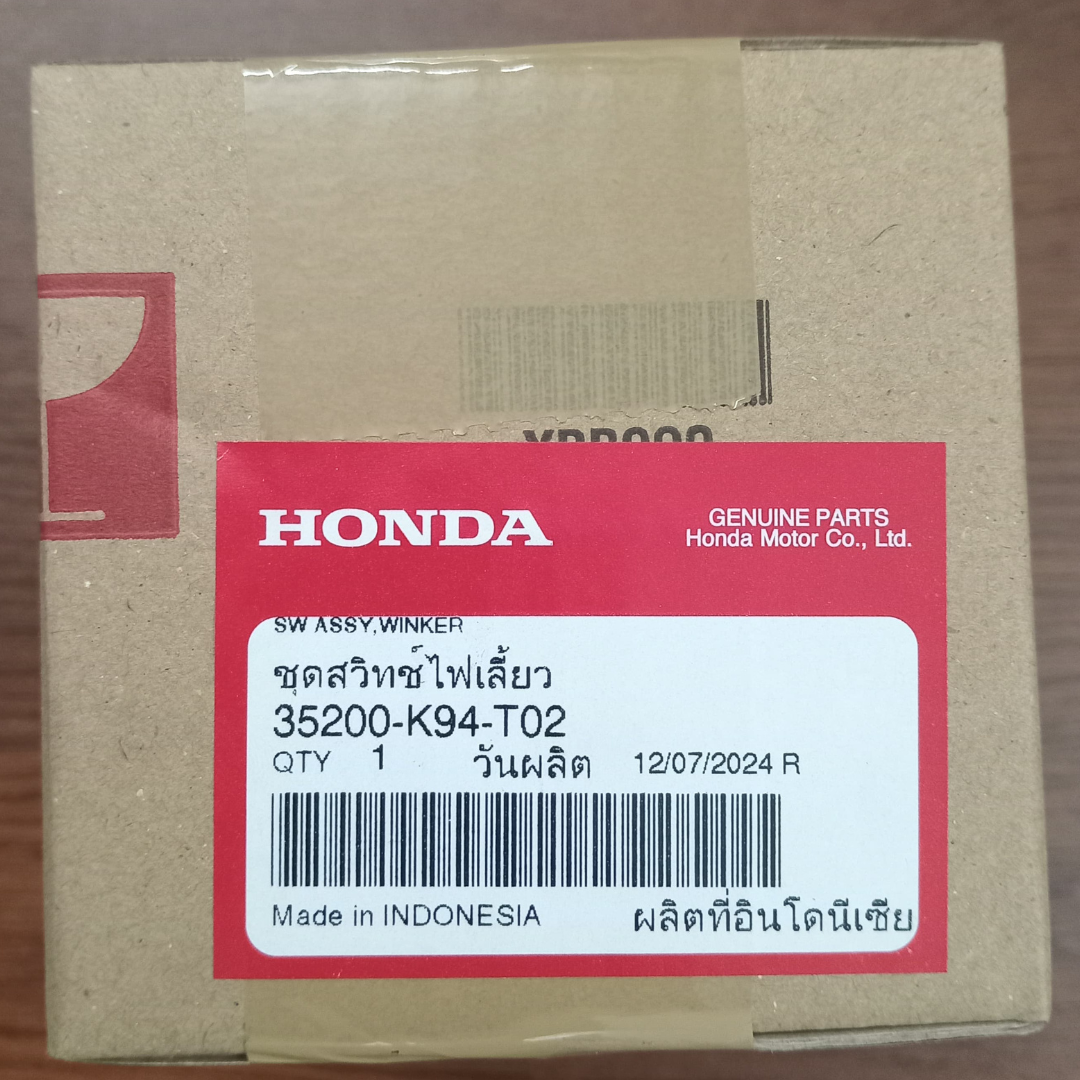 HONDA
GENUINE PARTS
Honda Motor Co., Ltd.
SW ASSY,WINKER
ชุดสวิทช์ไฟเลี้ยว
35200-K94-T02
QTY 1 วันผลิต 12/07/2024 R
Made in INDONESIA ผลิตที่อินโดนีเซีย